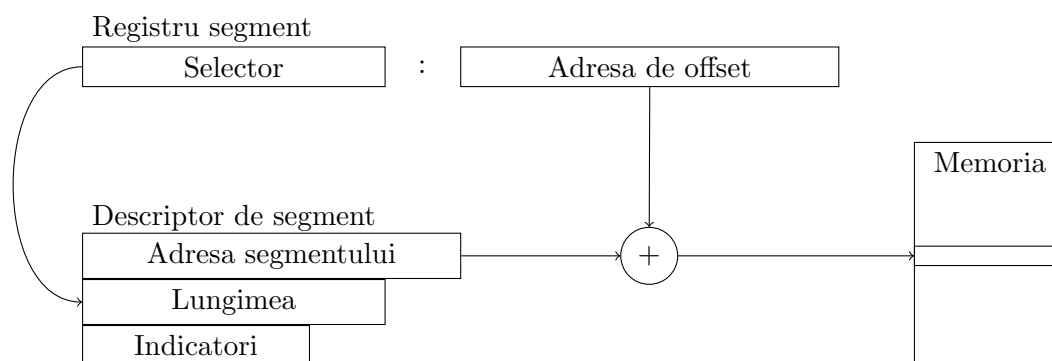 Registru segment
Selector : Adresa de offset
Memoria
Descriptor de segment
Adresa segmentului +
Lungimea
Indicatori